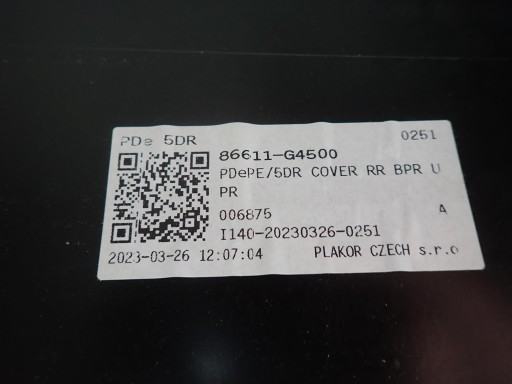 PDe 5DR 0251
86611-G4500
PDePE/5DR COVER RR BPR U
PR
006875 A
I140-20230326-0251
2023-03-26 12:07:04 PLAKOR CZECH s.r.o